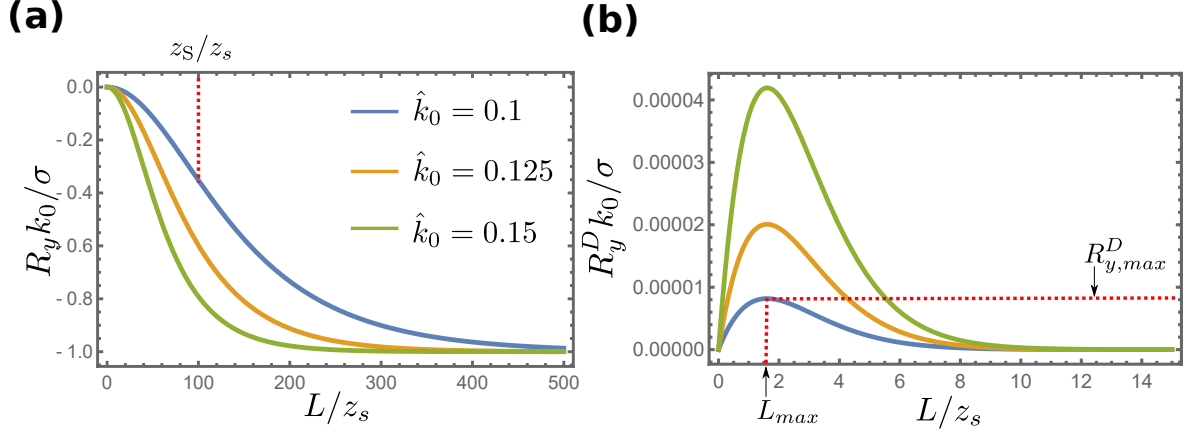 (a)
z_S/z_s
0.0
- 0.2
- 0.4
- 0.6
- 0.8
- 1.0
R_y k_0/σ
k̂_0 = 0.1
k̂_0 = 0.125
k̂_0 = 0.15
0 100 200 300 400 500
L/z_s
(b)
0.00004
0.00003
0.00002
0.00001
0.00000
R_y^D k_0/σ
R_{y,max}^D
0 2 4 6 8 10 12 14
L_{max}
L/z_s